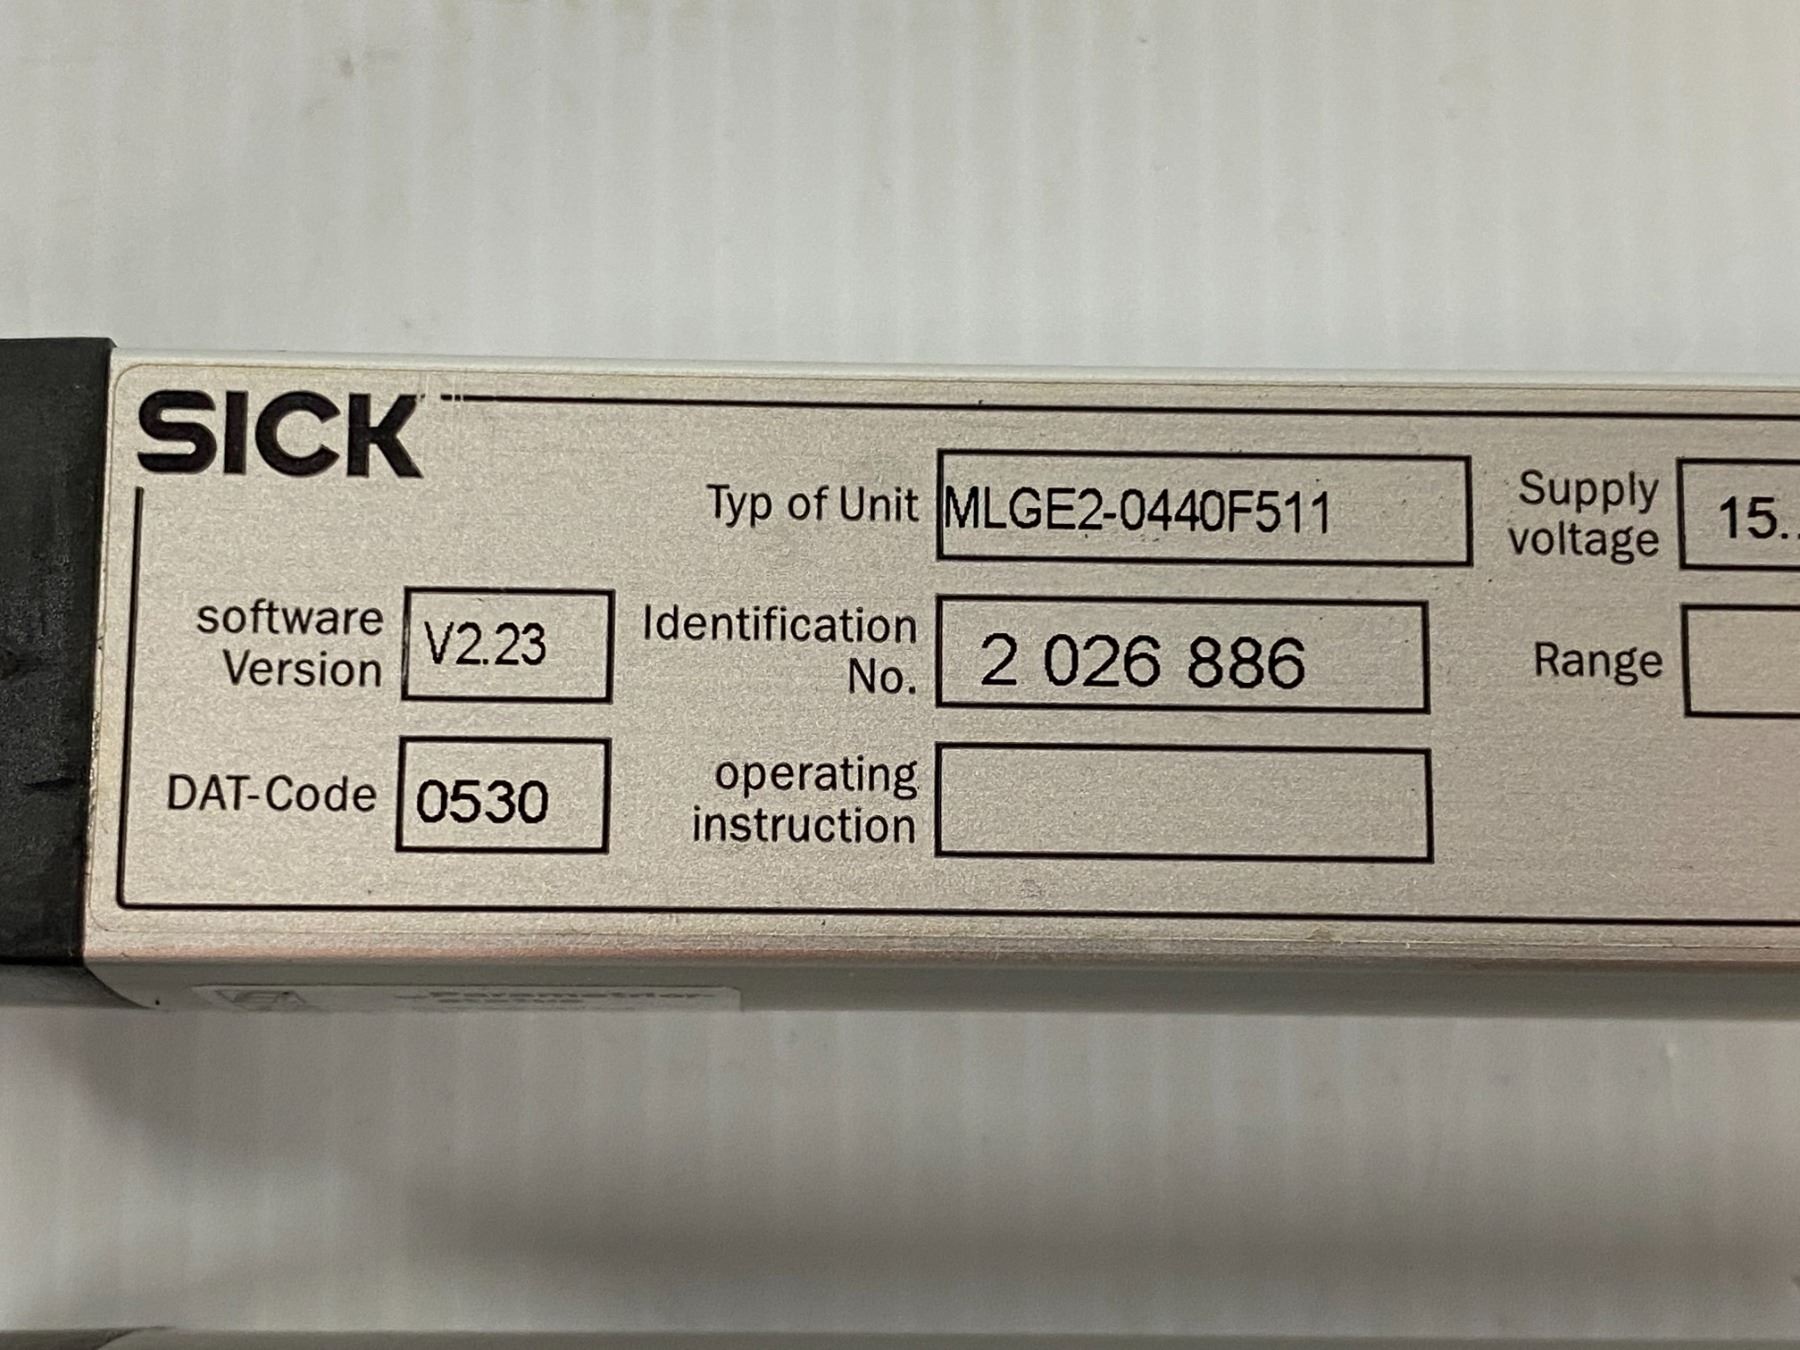 SICK
Typ of Unit MLGE2-0440F511
Supply voltage 15..
software Version V2.23
Identification No. 2 026 886
Range
DAT-Code 0530
operating instruction